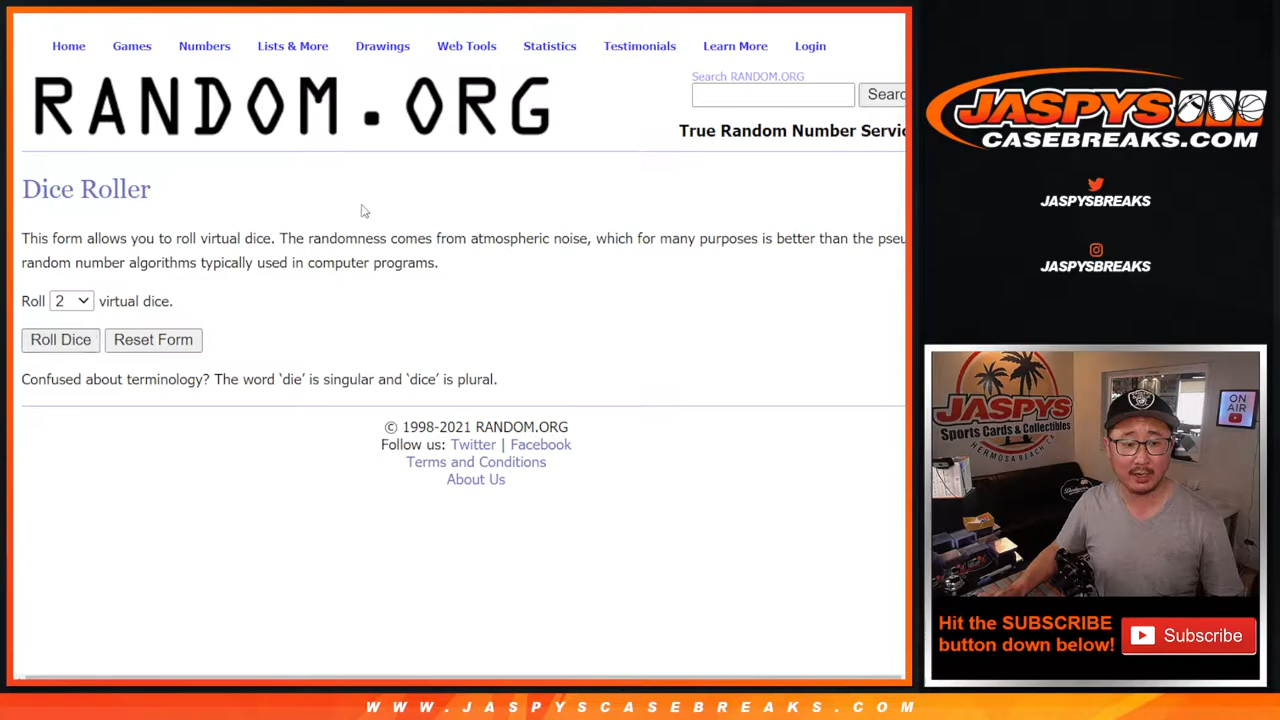 Home Games Numbers Lists & More Drawings Web Tools Statistics Testimonials Learn More Login
RANDOM.ORG
Search RANDOM.ORG
Searc
True Random Number Servic
Dice Roller
This form allows you to roll virtual dice. The randomness comes from atmospheric noise, which for many purposes is better than the pseu
random number algorithms typically used in computer programs.
Roll 2 virtual dice.
Roll Dice Reset Form
Confused about terminology? The word ‘die’ is singular and ‘dice’ is plural.
© 1998-2021 RANDOM.ORG
Follow us: Twitter | Facebook
Terms and Conditions
About Us
JASPYS
CASEBREAKS.COM
JASPYSBREAKS
JASPYSBREAKS
JASPYS
Sports Cards & Collectibles
HERMOSA BEACH, CA
ON
AIR
Hit the SUBSCRIBE
button down below!
Subscribe
WWW.JASPYSCASEBREAKS.COM